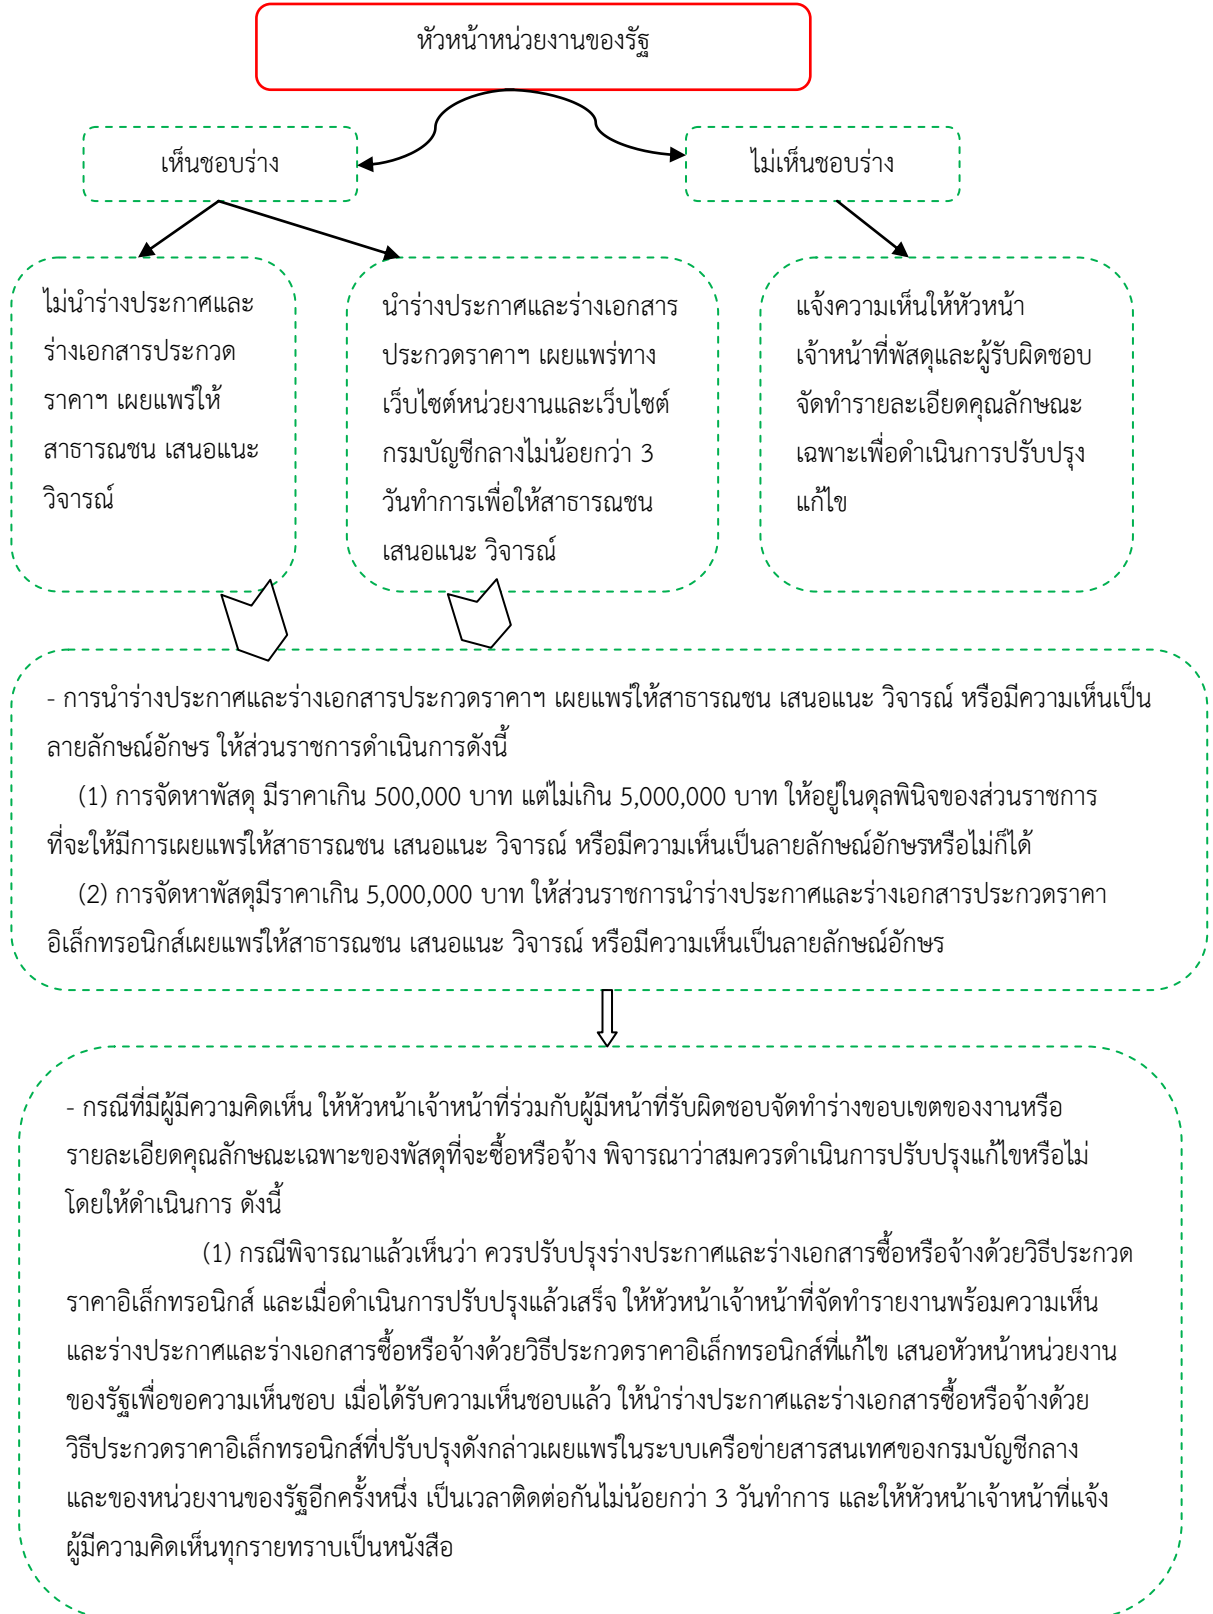 หัวหน้าหน่วยงานของรัฐ
เห็นชอบร่าง
ไม่เห็นชอบร่าง
ไม่นำร่างประกาศและ
ร่างเอกสารประกวด
ราคาฯ เผยแพร่ให้
สาธารณชน เสนอแนะ
วิจารณ์
นำร่างประกาศและร่างเอกสาร
ประกวดราคาฯ เผยแพร่ทาง
เว็บไซต์หน่วยงานและเว็บไซต์
กรมบัญชีกลางไม่น้อยกว่า 3
วันทำการเพื่อให้สาธารณชน
เสนอแนะ วิจารณ์
แจ้งความเห็นให้หัวหน้า
เจ้าหน้าที่พัสดุและผู้รับผิดชอบ
จัดทำรายละเอียดคุณลักษณะ
เฉพาะเพื่อดำเนินการปรับปรุง
แก้ไข
- การนำร่างประกาศและร่างเอกสารประกวดราคาฯ เผยแพร่ให้สาธารณชน เสนอแนะ วิจารณ์ หรือมีความเห็นเป็น
ลายลักษณ์อักษร ให้ส่วนราชการดำเนินการดังนี้
(1) การจัดหาพัสดุ มีราคาเกิน 500,000 บาท แต่ไม่เกิน 5,000,000 บาท ให้อยู่ในดุลพินิจของส่วนราชการ
ที่จะให้มีการเผยแพร่ให้สาธารณชน เสนอแนะ วิจารณ์ หรือมีความเห็นเป็นลายลักษณ์อักษรหรือไม่ก็ได้
(2) การจัดหาพัสดุมีราคาเกิน 5,000,000 บาท ให้ส่วนราชการนำร่างประกาศและร่างเอกสารประกวดราคา
อิเล็กทรอนิกส์เผยแพร่ให้สาธารณชน เสนอแนะ วิจารณ์ หรือมีความเห็นเป็นลายลักษณ์อักษร
- กรณีที่มีผู้มีความคิดเห็น ให้หัวหน้าเจ้าหน้าที่ร่วมกับผู้มีหน้าที่รับผิดชอบจัดทำร่างขอบเขตของงานหรือ
รายละเอียดคุณลักษณะเฉพาะของพัสดุที่จะซื้อหรือจ้าง พิจารณาว่าสมควรดำเนินการปรับปรุงแก้ไขหรือไม่
โดยให้ดำเนินการ ดังนี้
(1) กรณีพิจารณาแล้วเห็นว่า ควรปรับปรุงร่างประกาศและร่างเอกสารซื้อหรือจ้างด้วยวิธีประกวด
ราคาอิเล็กทรอนิกส์ และเมื่อดำเนินการปรับปรุงแล้วเสร็จ ให้หัวหน้าเจ้าหน้าที่จัดทำรายงานพร้อมความเห็น
และร่างประกาศและร่างเอกสารซื้อหรือจ้างด้วยวิธีประกวดราคาอิเล็กทรอนิกส์ที่แก้ไข เสนอหัวหน้าหน่วยงาน
ของรัฐเพื่อขอความเห็นชอบ เมื่อได้รับความเห็นชอบแล้ว ให้นำร่างประกาศและร่างเอกสารซื้อหรือจ้างด้วย
วิธีประกวดราคาอิเล็กทรอนิกส์ที่ปรับปรุงดังกล่าวเผยแพร่ในระบบเครือข่ายสารสนเทศของกรมบัญชีกลาง
และของหน่วยงานของรัฐอีกครั้งหนึ่ง เป็นเวลาติดต่อกันไม่น้อยกว่า 3 วันทำการ และให้หัวหน้าเจ้าหน้าที่แจ้ง
ผู้มีความคิดเห็นทุกรายทราบเป็นหนังสือ